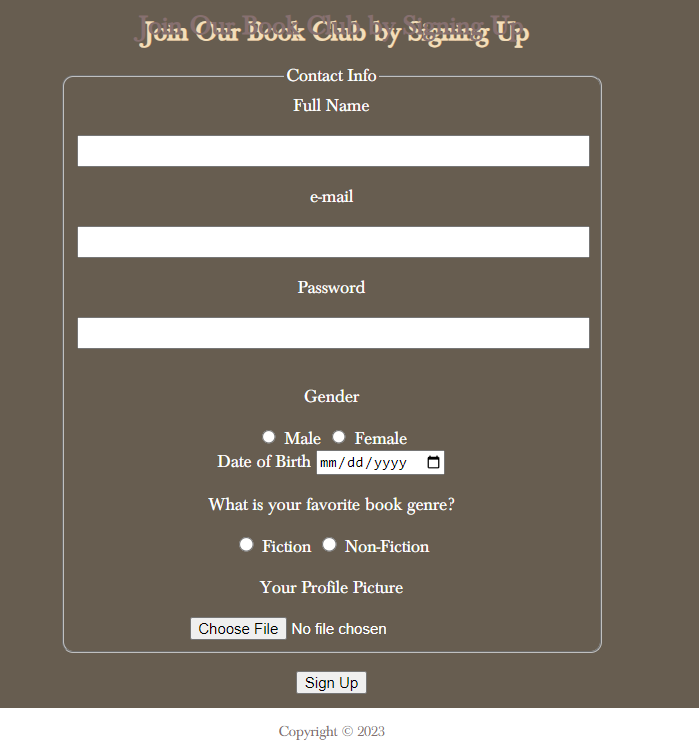 Join Our Book Club by Signing Up
Contact Info
Full Name
e-mail
Password
Gender
Male Female
Date of Birth mm/dd/yyyy
What is your favorite book genre?
Fiction Non-Fiction
Your Profile Picture
Choose File No file chosen
Sign Up
Copyright © 2023